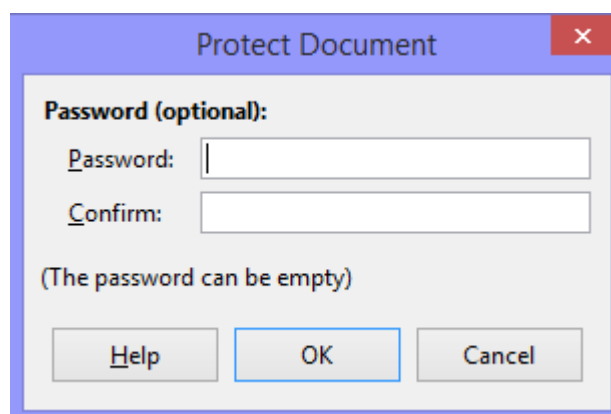 Protect Document
Password (optional):
Password:
Confirm:
(The password can be empty)
Help OK Cancel